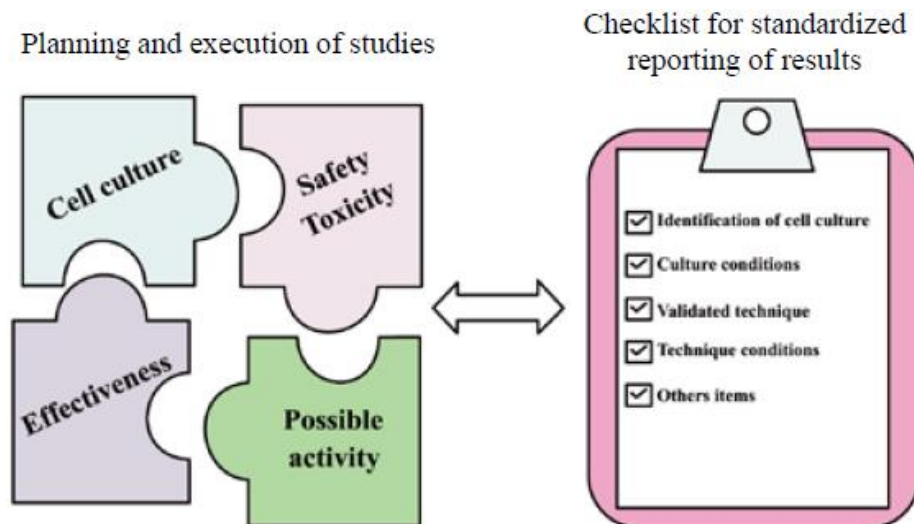 Planning and execution of studies
Checklist for standardized
reporting of results
Cell culture
Safety
Toxicity
Effectiveness
Possible
activity
Identification of cell culture
Culture conditions
Validated technique
Technique conditions
Others items